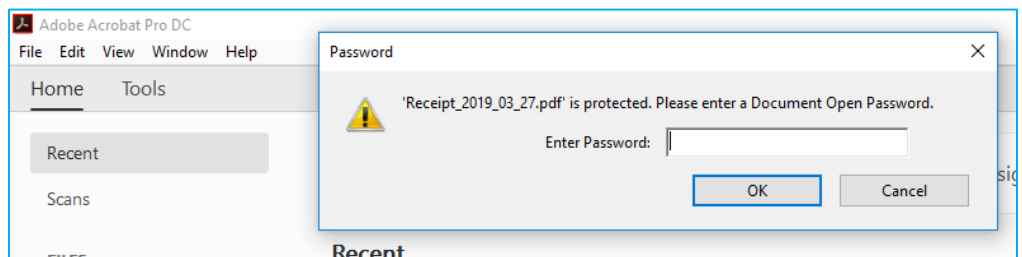 Adobe Acrobat Pro DC
File Edit View Window Help
Home Tools
Recent
Scans
Password
'Receipt_2019_03_27.pdf' is protected. Please enter a Document Open Password.
Enter Password:
OK Cancel
Recent